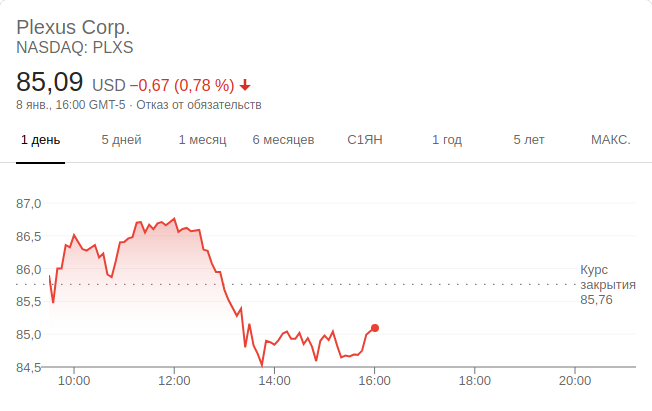 Plexus Corp.
NASDAQ: PLXS
85,09 USD −0,67 (0,78 %)
8 янв., 16:00 GMT-5 · Отказ от обязательств
1 день 5 дней 1 месяц 6 месяцев С1ЯН 1 год 5 лет МАКС.
87,0
86,5
86,0
85,5
85,0
84,5
Курс
закрытия
85,76
10:00 12:00 14:00 16:00 18:00 20:00